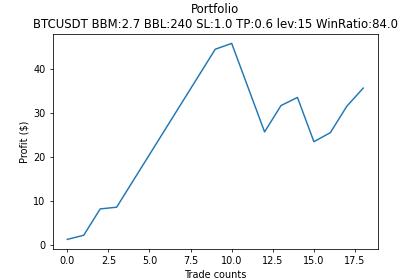 Portfolio
BTCUSDT BBM:2.7 BBL:240 SL:1.0 TP:0.6 lev:15 WinRatio:84.0
40
30
20
10
0
Profit ($)
0.0 2.5 5.0 7.5 10.0 12.5 15.0 17.5
Trade counts